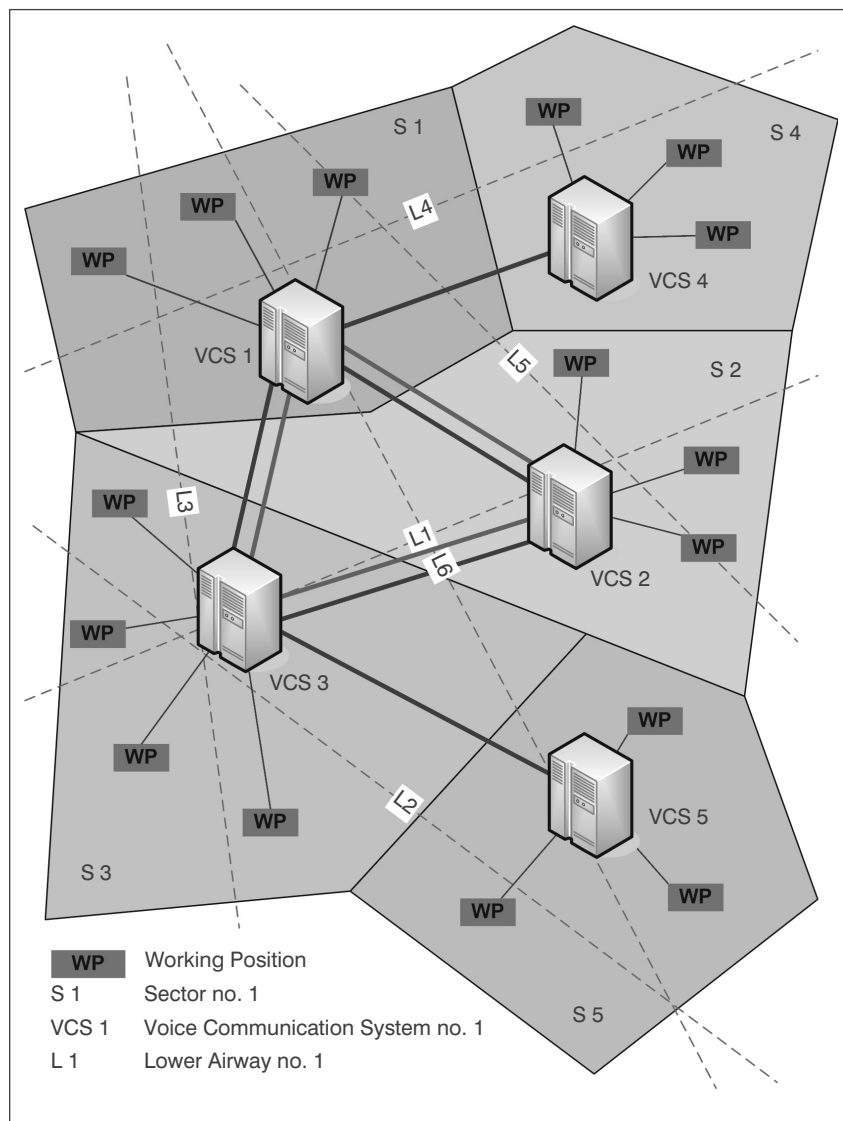 S 1
WP
S 4
WP
WP
WP
L4
WP
WP
VCS 4
VCS 1
L5
S 2
WP
WP
L3
WP
L1
WP
L6
VCS 2
WP
VCS 3
WP
WP
L2
WP
VCS 5
S 3
WP
WP
WP Working Position
S 1 Sector no. 1
S 5
VCS 1 Voice Communication System no. 1
L 1 Lower Airway no. 1